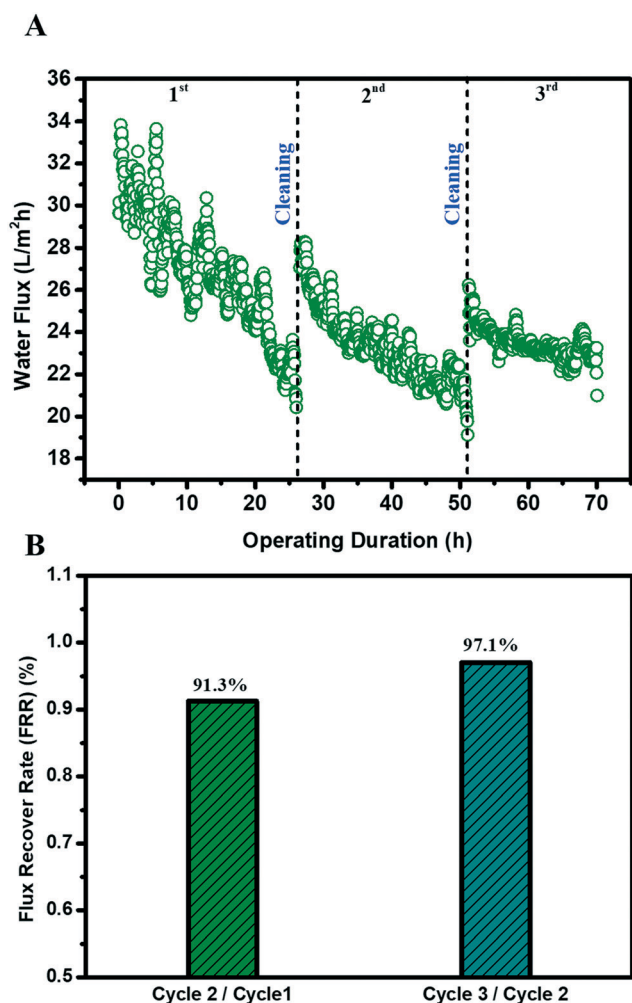 A
1st
2nd
3rd
Cleaning
Cleaning
Water Flux (L/m²h)
36
34
32
30
28
26
24
22
20
18
0
10
20
30
40
50
60
70
Operating Duration (h)
B
Flux Recover Rate (FRR) (%)
1.1
1.0
0.9
0.8
0.7
0.6
0.5
91.3%
97.1%
Cycle 2 / Cycle1
Cycle 3 / Cycle 2